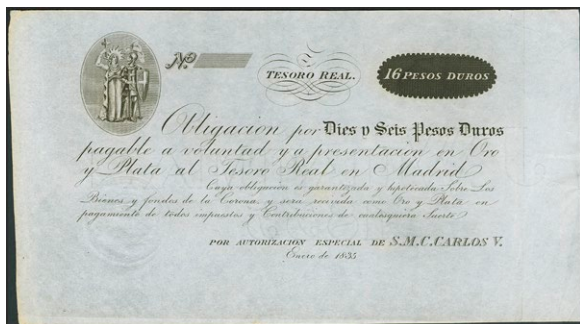 Nº
TESORO REAL.
16 PESOS DUROS
Obligacion por Dies y Seis Pesos Duros
pagable a voluntad y a presentacion en Oro
y Plata al Tesoro Real en Madrid
Cuya obligacion es garantizada y hipoticada Sobre Los
Bienes y fondos de la Corona, y sera recivida como Oro y Plata en
pagamiento de todos impuestos y Contribuciones de cualesquiera Suerte
POR AUTORIZACION ESPECIAL DE S.M.C. CARLOS V.
Enero de 1835